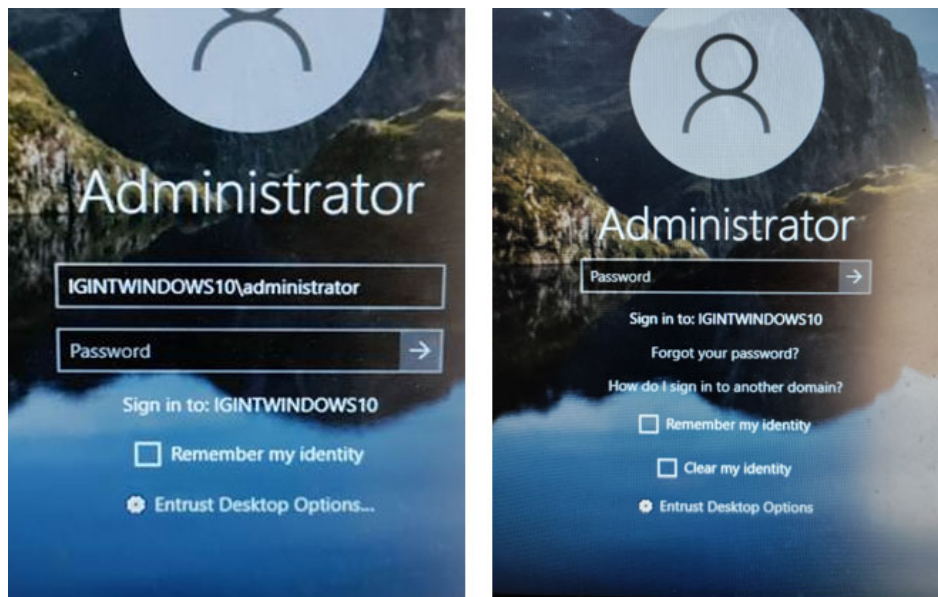 Administrator
IGINTWINDOWS10\administrator
Password
Sign in to: IGINTWINDOWS10
Remember my identity
Entrust Desktop Options...
Administrator
Password
Sign in to: IGINTWINDOWS10
Forgot your password?
How do I sign in to another domain?
Remember my identity
Clear my identity
Entrust Desktop Options